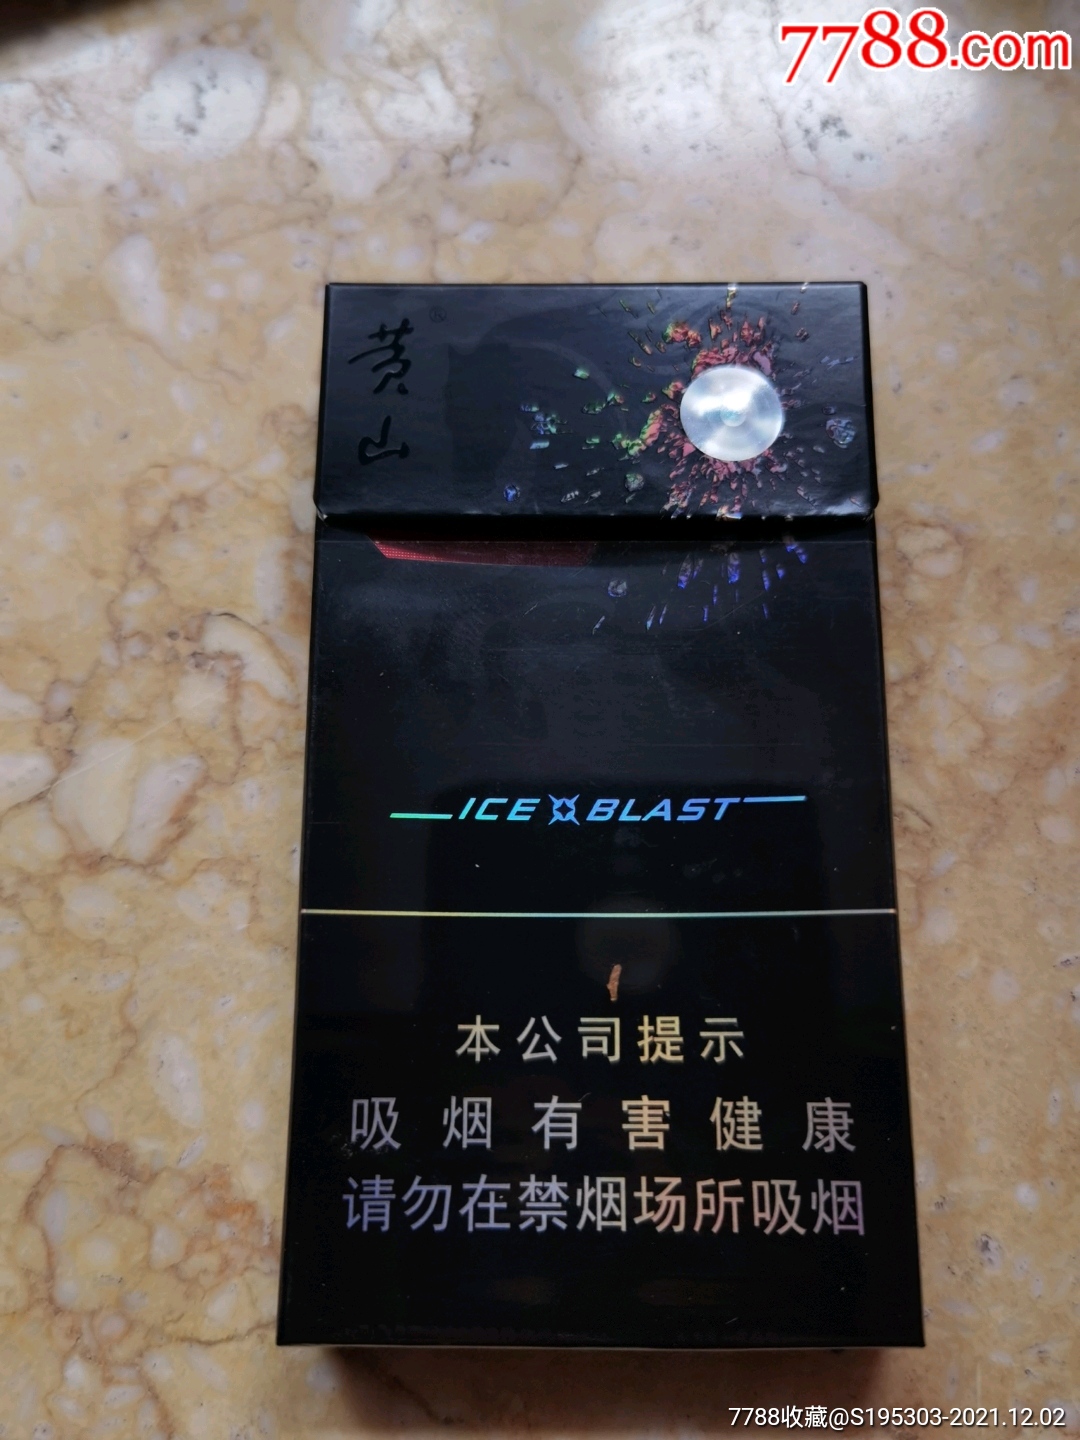 7788.com
黄山®
ICE BLAST
本公司提示
吸烟有害健康
请勿在禁烟场所吸烟
7788收藏@S195303-2021.12.02